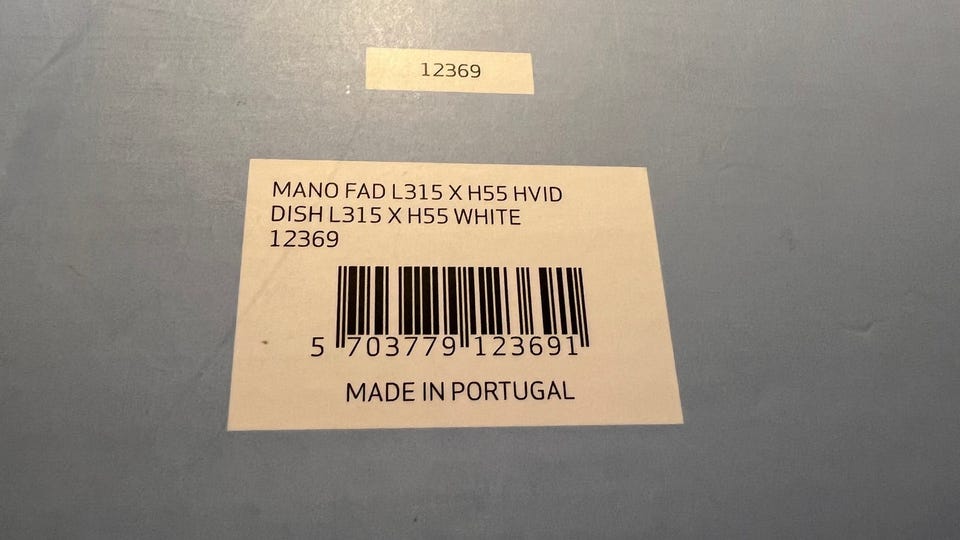 12369
MANO FAD L315 X H55 HVID
DISH L315 X H55 WHITE
12369
5 703779 123691
MADE IN PORTUGAL